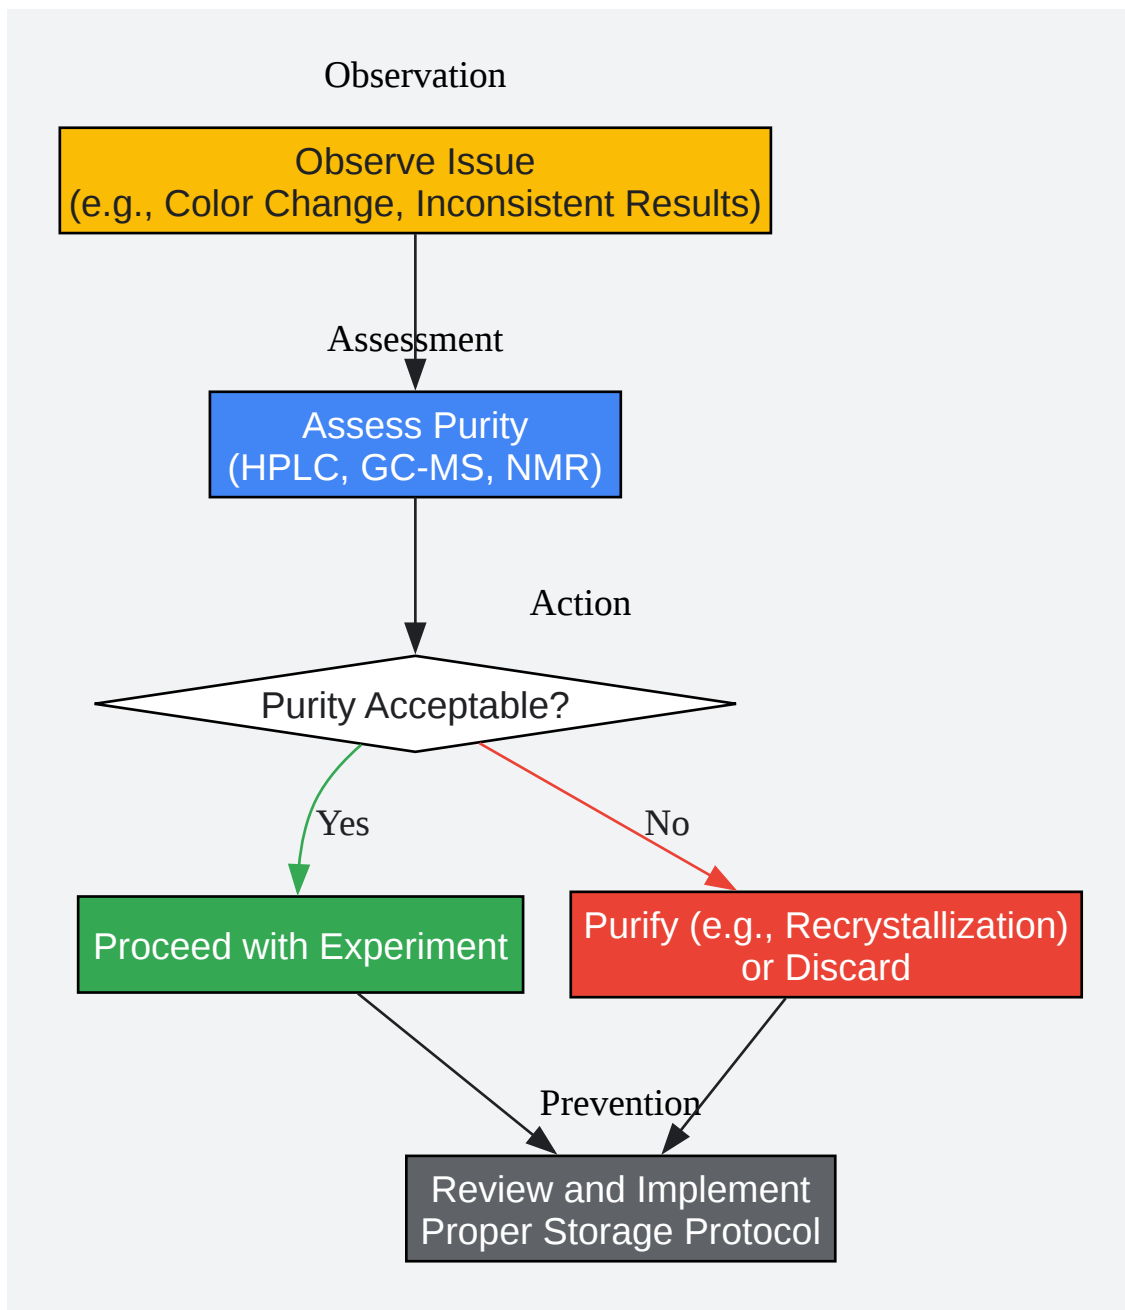 Observation
Observe Issue
(e.g., Color Change, Inconsistent Results)
Assessment
Assess Purity
(HPLC, GC-MS, NMR)
Action
Purity Acceptable?
Yes
No
Proceed with Experiment
Purify (e.g., Recrystallization)
or Discard
Prevention
Review and Implement
Proper Storage Protocol